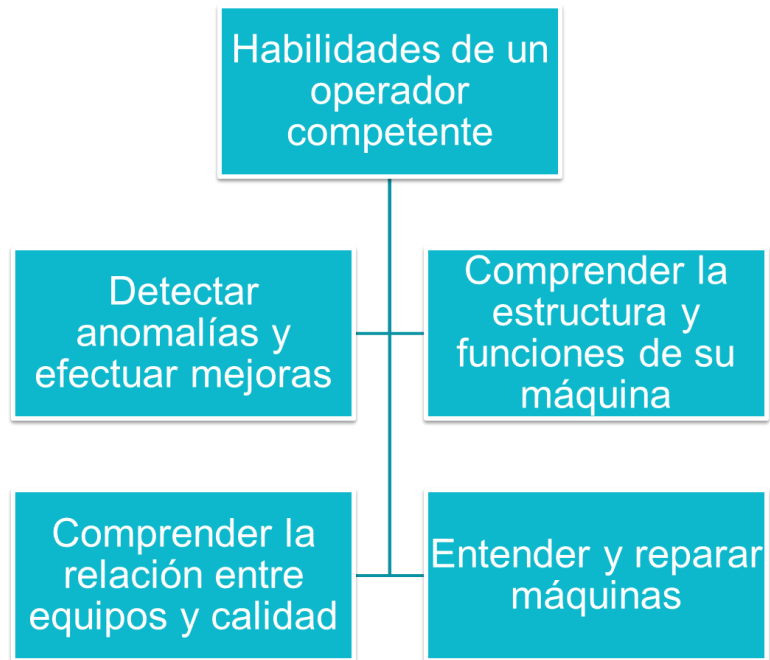 Habilidades de un
operador
competente
Detectar
anomalías y
efectuar mejoras
Comprender la
estructura y
funciones de su
máquina
Comprender la
relación entre
equipos y calidad
Entender y reparar
máquinas